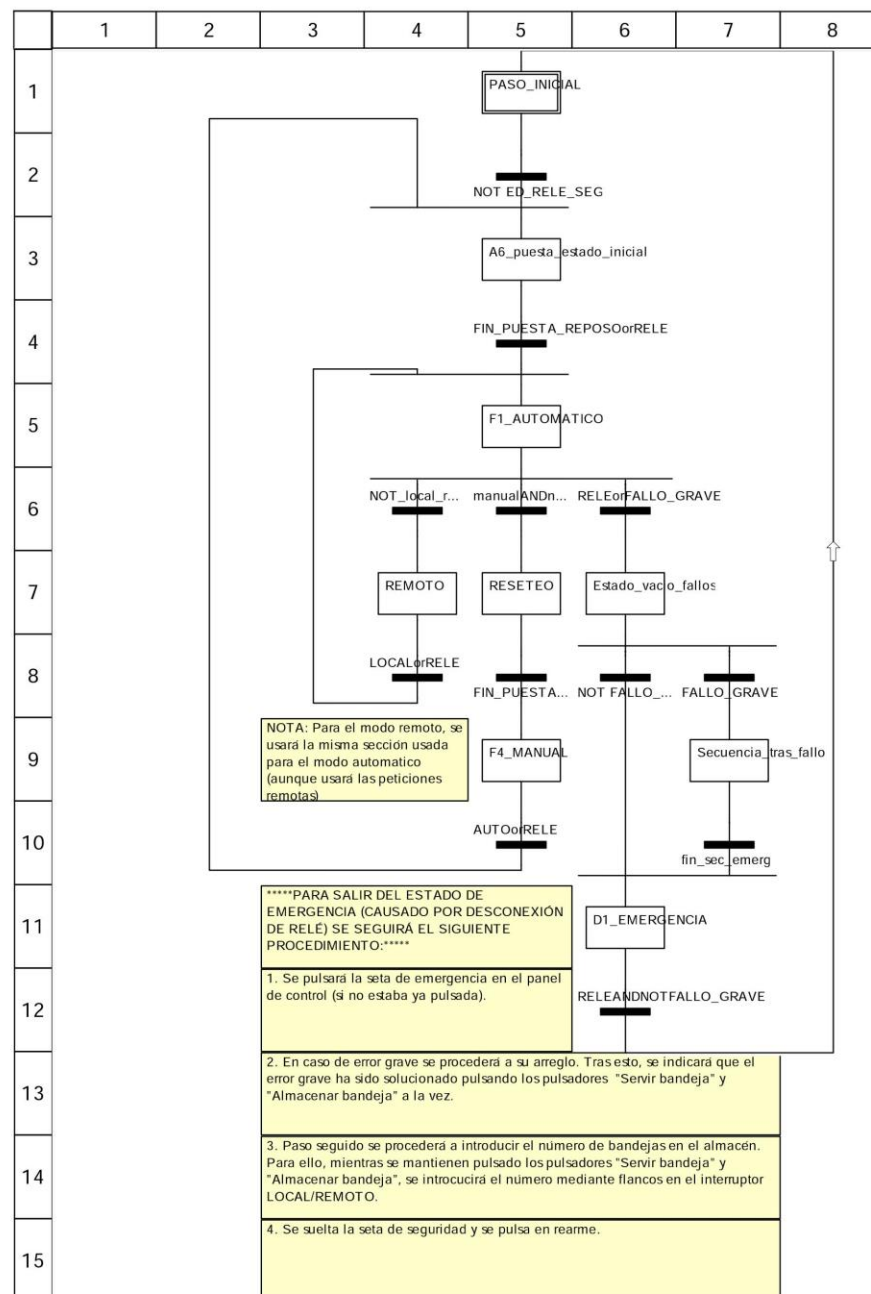 1 2 3 4 5 6 7 8
1
PASO_INICIAL
2
NOT ED_RELE_SEG
3
A6_puesta_estado_inicial
4
FIN_PUESTA_REPOSOorRELE
5
F1_AUTOMATICO
6
NOT_local_r... manualANDn... RELEorFALLO_GRAVE
7
REMOTO RESETEO Estado_vacio_fallos
8
LOCALorRELE
FIN_PUESTA... NOT FALLO_... FALLO_GRAVE
9
NOTA: Para el modo remoto, se
usará la misma sección usada
para el modo automatico
(aunque usará las peticiones
remotas)
F4_MANUAL Secuencia_tras_fallo
10
AUTOorRELE
fin_sec_emerg
11
*****PARA SALIR DEL ESTADO DE
EMERGENCIA (CAUSADO POR DESCONEXIÓN
DE RELÉ) SE SEGUIRÁ EL SIGUIENTE
PROCEDIMIENTO:*****
D1_EMERGENCIA
12
1. Se pulsará la seta de emergencia en el panel
de control (si no estaba ya pulsada).
RELEANDNOTFALLO_GRAVE
13
2. En caso de error grave se procederá a su arreglo. Tras esto, se indicará que el
error grave ha sido solucionado pulsando los pulsadores "Servir bandeja" y
"Almacenar bandeja" a la vez.
14
3. Paso seguido se procederá a introducir el número de bandejas en el almacén.
Para ello, mientras se mantienen pulsado los pulsadores "Servir bandeja" y
"Almacenar bandeja", se introcucirá el número mediante flancos en el interruptor
LOCAL/REMOTO.
15
4. Se suelta la seta de seguridad y se pulsa en rearme.